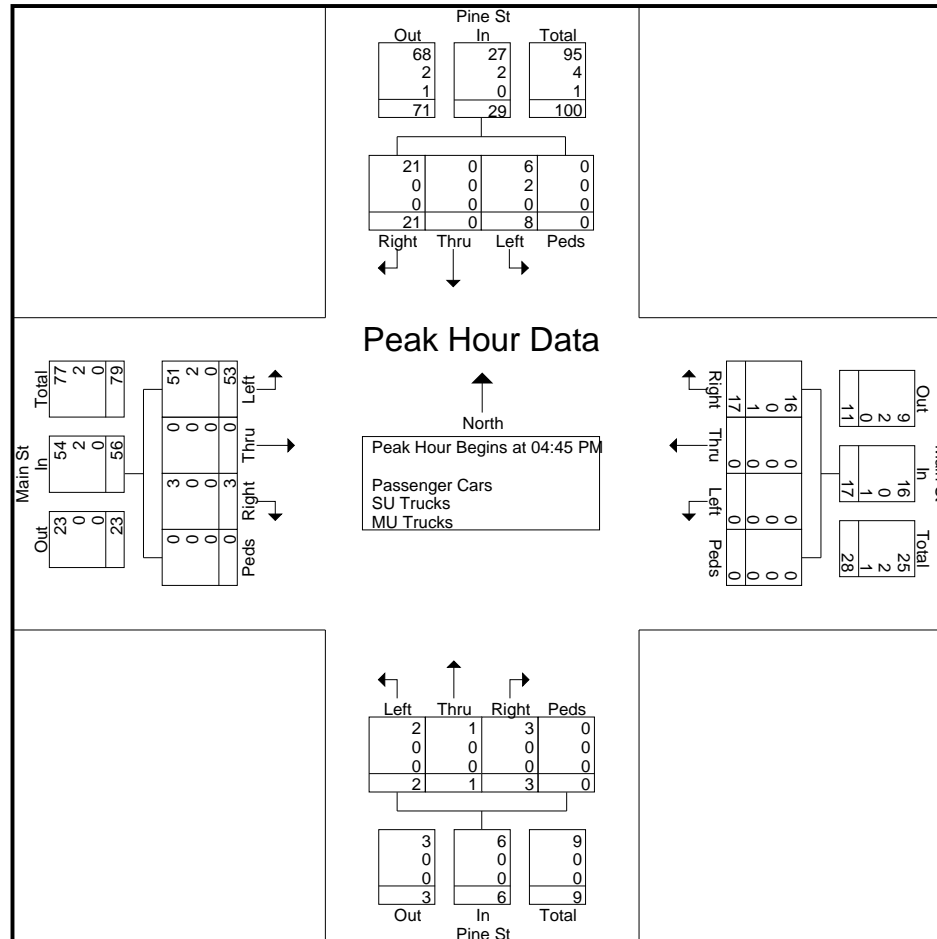 Pine St
Out In Total
68 27 95
2 2 4
1 0 1
71 29 100
21 0 6 0
0 0 2 0
0 0 0 0
21 0 8 0
Right Thru Left Peds
Peak Hour Data
North
Peak Hour Begins at 04:45 PM
Passenger Cars
SU Trucks
MU Trucks
Main St
Total In Out
77 2 0 79
54 2 0 56
23 0 0 23
51 2 0 53 Left
0 0 0 0 Thru
3 0 0 3 Right
0 0 0 0 Peds
Right 16 0 1 17
Thru 0 0 0 0
Left 0 0 0 0
Peds 0 0 0 0
Out 9 2 0 11
In 16 0 1 17
Total 25 2 1 28
Left Thru Right Peds
2 1 3 0
0 0 0 0
0 0 0 0
2 1 3 0
3 6 9
0 0 0
0 0 0
3 6 9
Out In Total
Pine St